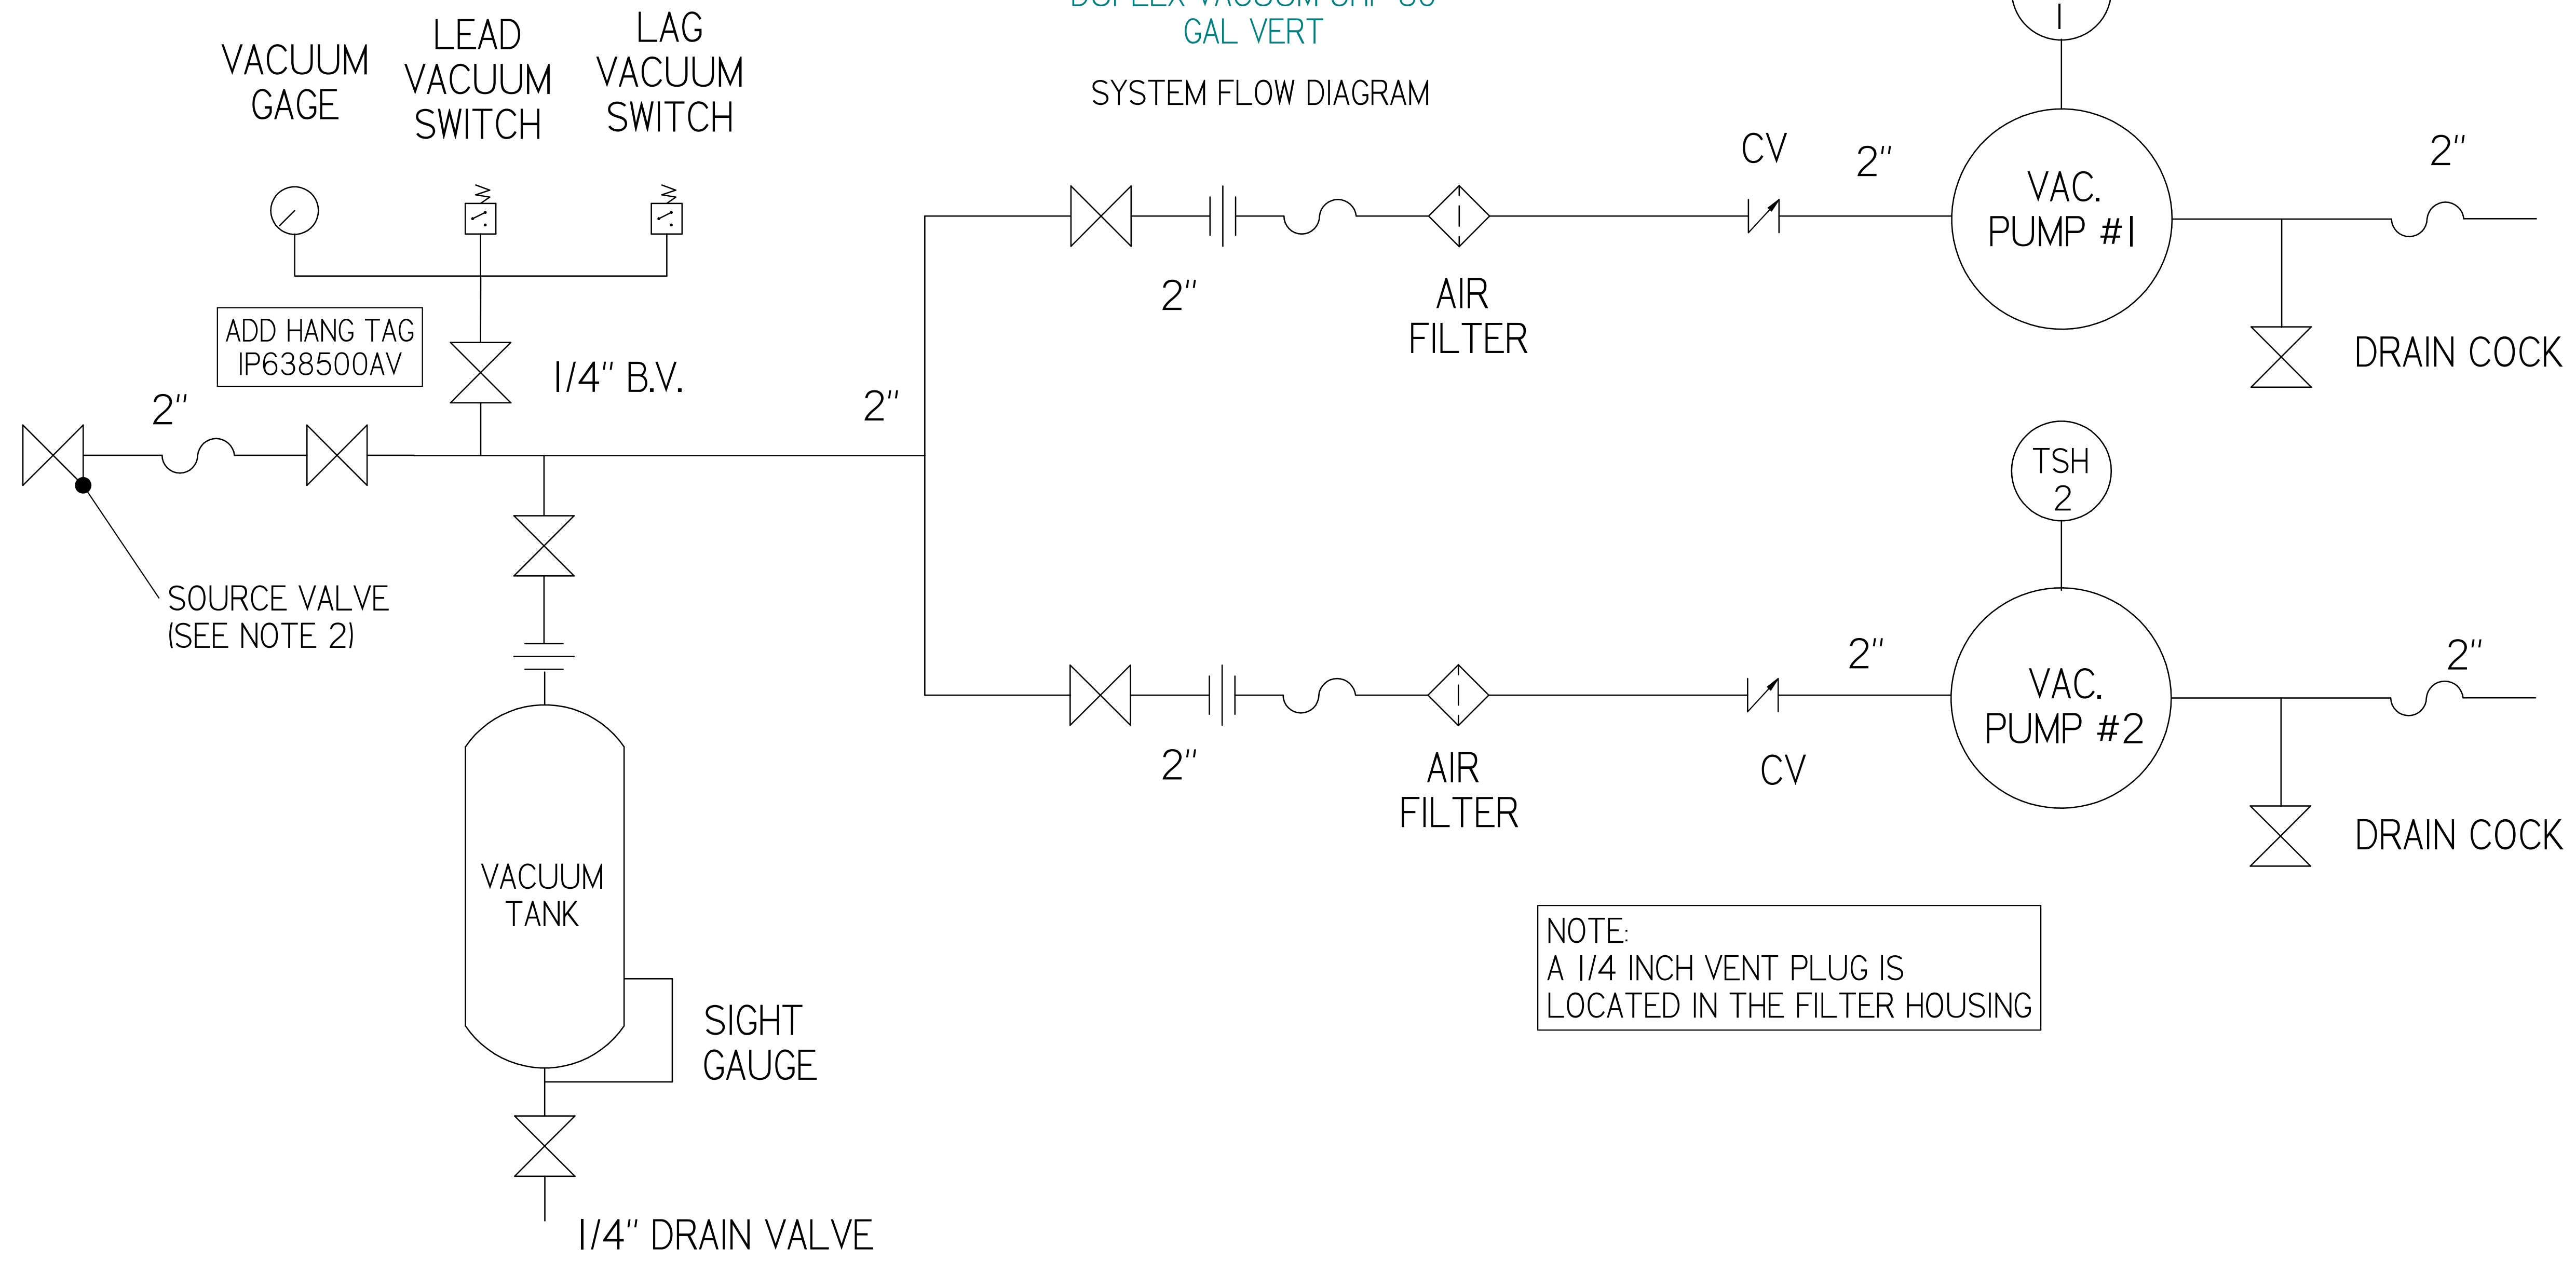 GAL VERT
SYSTEM FLOW DIAGRAM
VACUUM
GAGE
LEAD
VACUUM
SWITCH
LAG
VACUUM
SWITCH
ADD HANG TAG
IP638500AV
1/4" B.V.
2"
SOURCE VALVE
(SEE NOTE 2)
2"
VACUUM
TANK
SIGHT
GAUGE
1/4" DRAIN VALVE
2"
AIR
FILTER
CV
2"
1
VAC.
PUMP #1
2"
DRAIN COCK
2"
AIR
FILTER
CV
2"
TSH
2
VAC.
PUMP #2
2"
DRAIN COCK
NOTE:
A 1/4 INCH VENT PLUG IS
LOCATED IN THE FILTER HOUSING